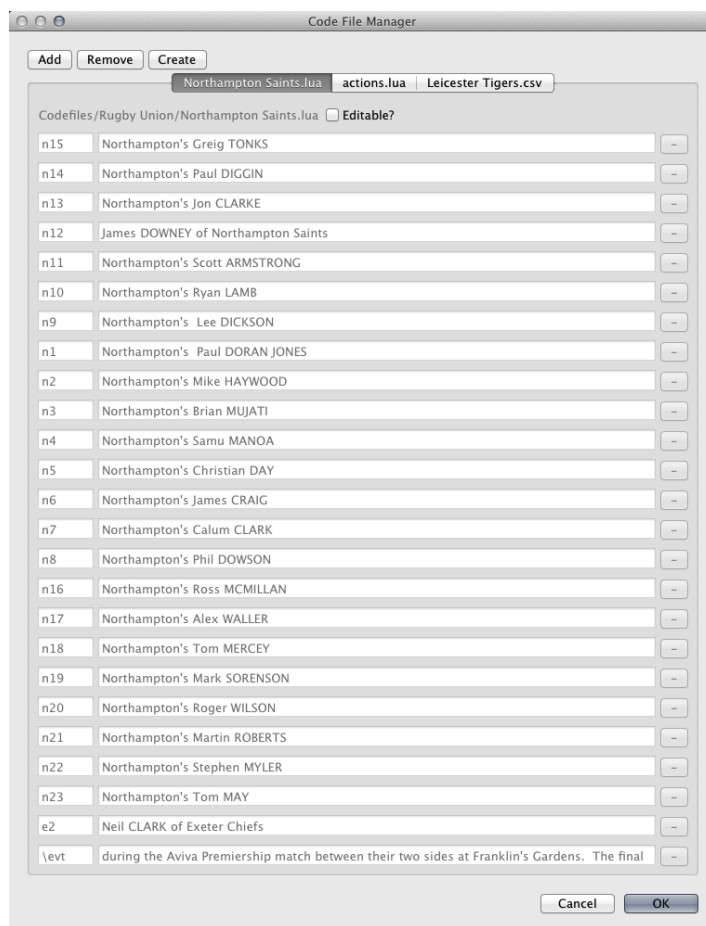 Code File Manager
Add Remove Create
Northampton Saints.lua actions.lua Leicester Tigers.csv
Codefiles/Rugby Union/Northampton Saints.lua Editable?
n15 Northampton's Greig TONKS -
n14 Northampton's Paul DIGGIN -
n13 Northampton's Jon CLARKE -
n12 James DOWNEY of Northampton Saints -
n11 Northampton's Scott ARMSTRONG -
n10 Northampton's Ryan LAMB -
n9 Northampton's  Lee DICKSON -
n1 Northampton's  Paul DORAN JONES -
n2 Northampton's Mike HAYWOOD -
n3 Northampton's Brian MUJATI -
n4 Northampton's Samu MANOA -
n5 Northampton's Christian DAY -
n6 Northampton's James CRAIG -
n7 Northampton's Calum CLARK -
n8 Northampton's Phil DOWSON -
n16 Northampton's Ross MCMILLAN -
n17 Northampton's Alex WALLER -
n18 Northampton's Tom MERCEY -
n19 Northampton's Mark SORENSON -
n20 Northampton's Roger WILSON -
n21 Northampton's Martin ROBERTS -
n22 Northampton's Stephen MYLER -
n23 Northampton's Tom MAY -
e2 Neil CLARK of Exeter Chiefs -
\evt during the Aviva Premiership match between their two sides at Franklin's Gardens.  The final -
Cancel OK